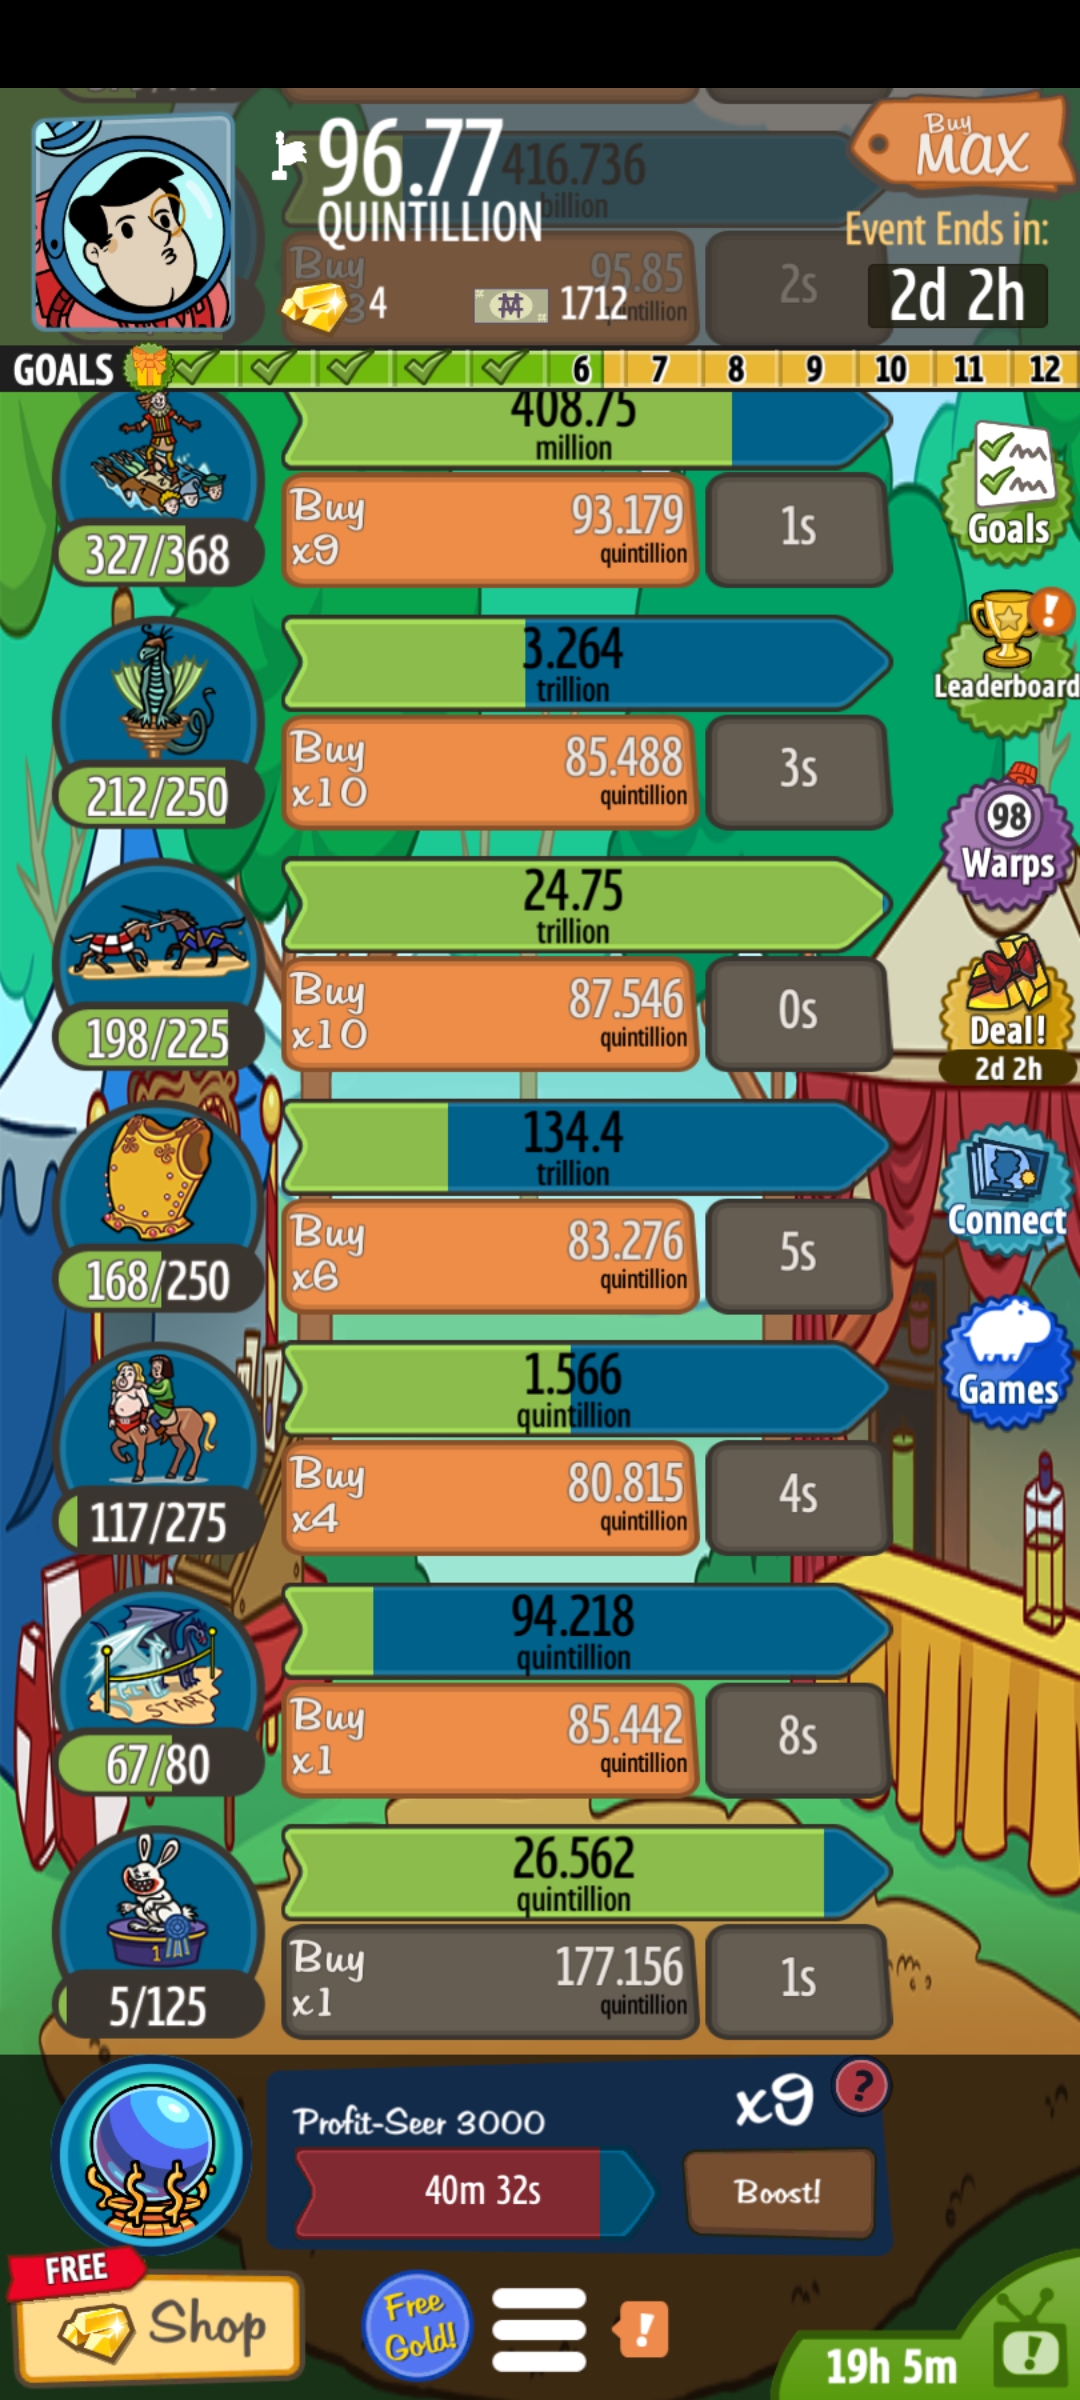 96.77
QUINTILLION
416.736
billion
Buy
MAX
Event Ends in:
2d 2h
Buy
95.85
2s
4
1712
GOALS 6 7 8 9 10 11 12
408.75
million
327/368
Buy
x9
93.179
quintillion
1s
Goals
3.264
trillion
212/250
Buy
x10
85.488
quintillion
3s
Leaderboard
24.75
trillion
198/225
Buy
x10
87.546
quintillion
0s
98
Warps
Deal!
2d 2h
134.4
trillion
168/250
Buy
x6
83.276
quintillion
5s
Connect
1.566
quintillion
117/275
Buy
x4
80.815
quintillion
4s
Games
94.218
quintillion
START
67/80
Buy
x1
85.442
quintillion
8s
26.562
quintillion
1
5/125
Buy
x1
177.156
quintillion
1s
Profit-Seer 3000
x9
?
40m 32s
Boost!
FREE
Shop
Free
Gold!
!
19h 5m
!